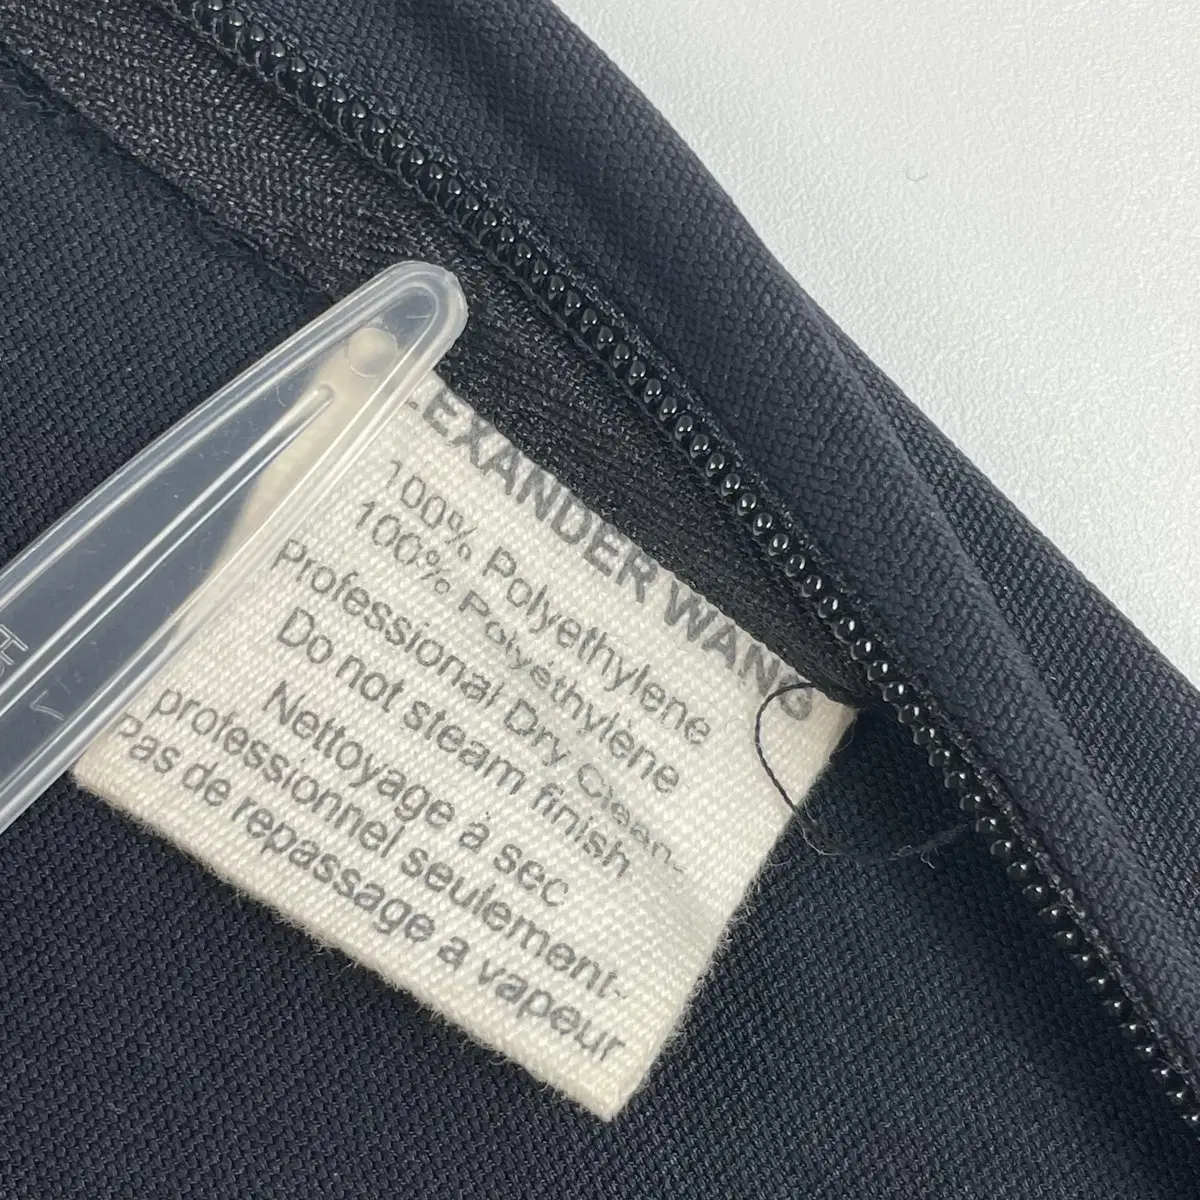 LEXANDER WANG
100% Polyethylene
100% Polyéthylène
Professional Dry Clean-
Do not steam finish
Nettoyage à sec
professionnel seulement-
Pas de repassage à vapeur